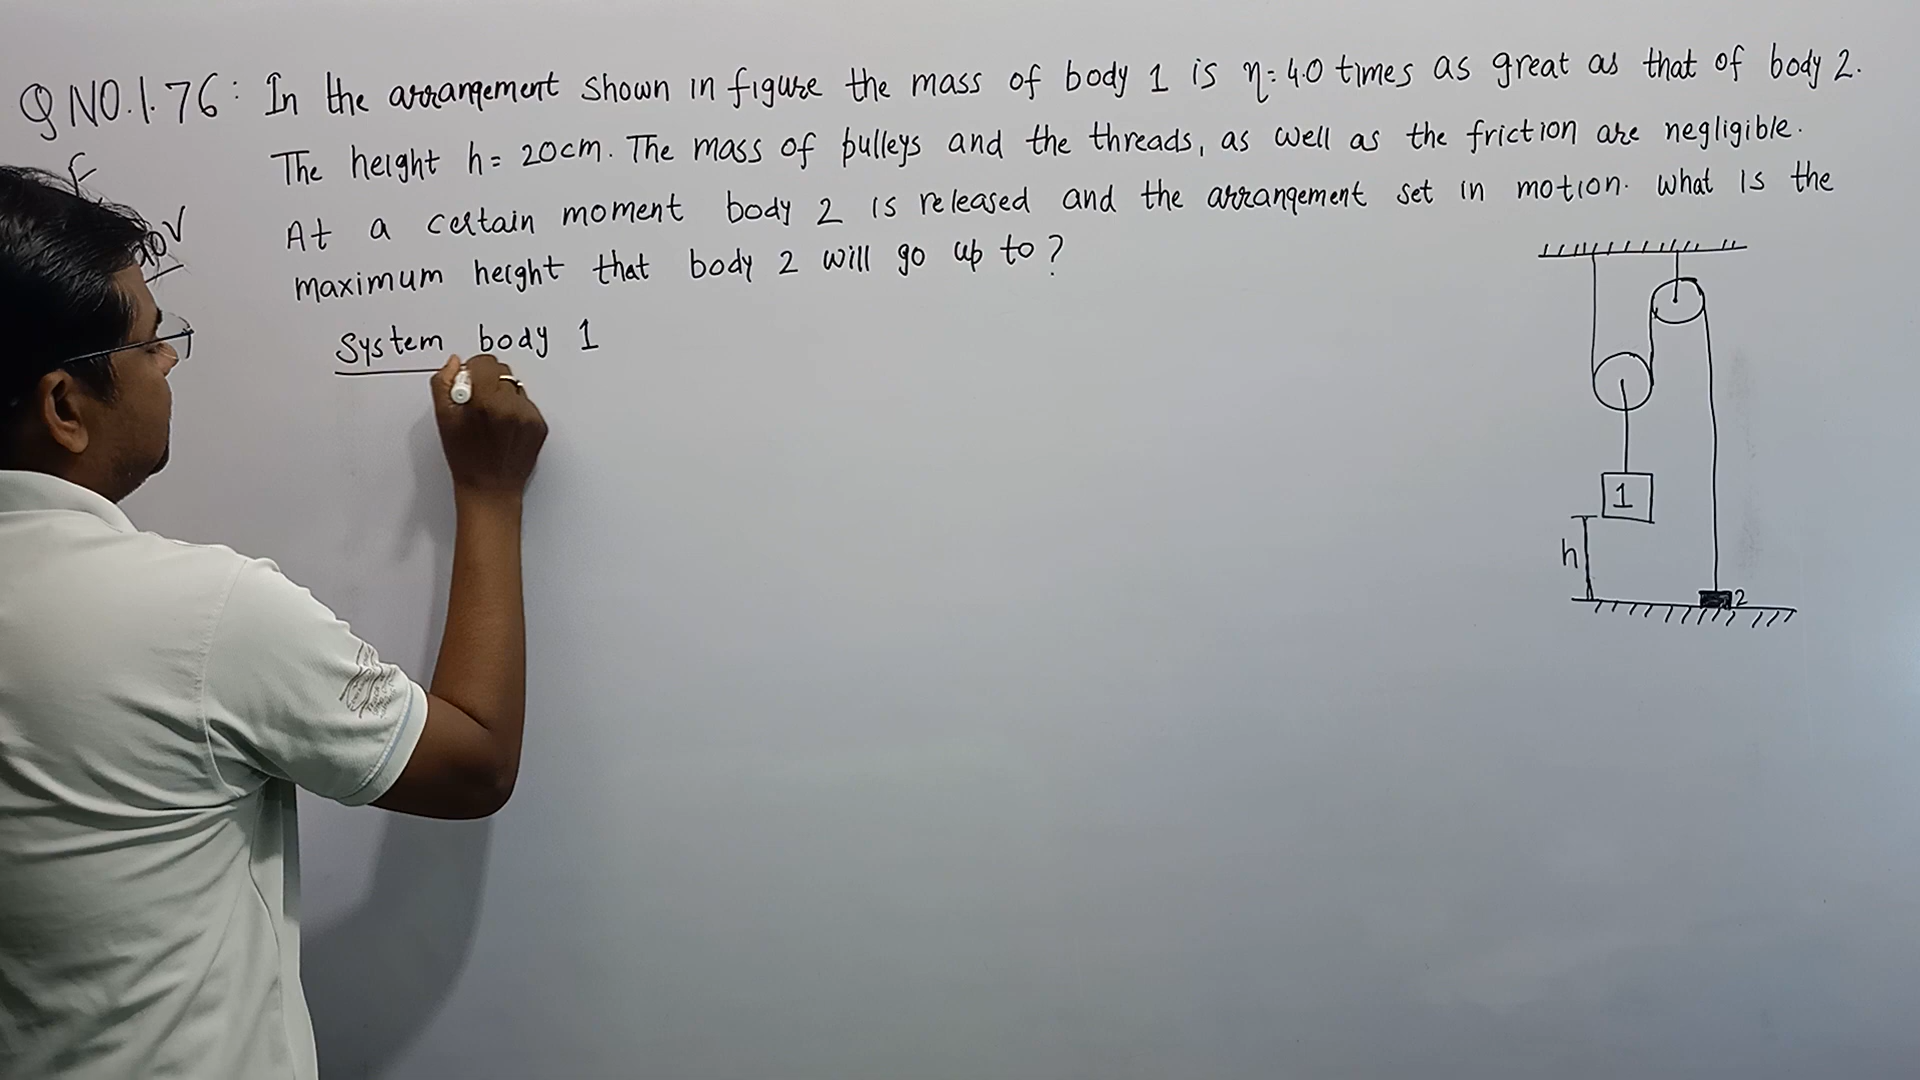 Q NO. 1.76: In the arrangement shown in figure the mass of body 1 is η = 4.0 times as great as that of body 2.
The height h = 20cm. The mass of pulleys and the threads, as well as the friction are negligible.
At a certain moment body 2 is released and the arrangement set in motion. What is the
maximum height that body 2 will go up to?
System body 1
1
h
2